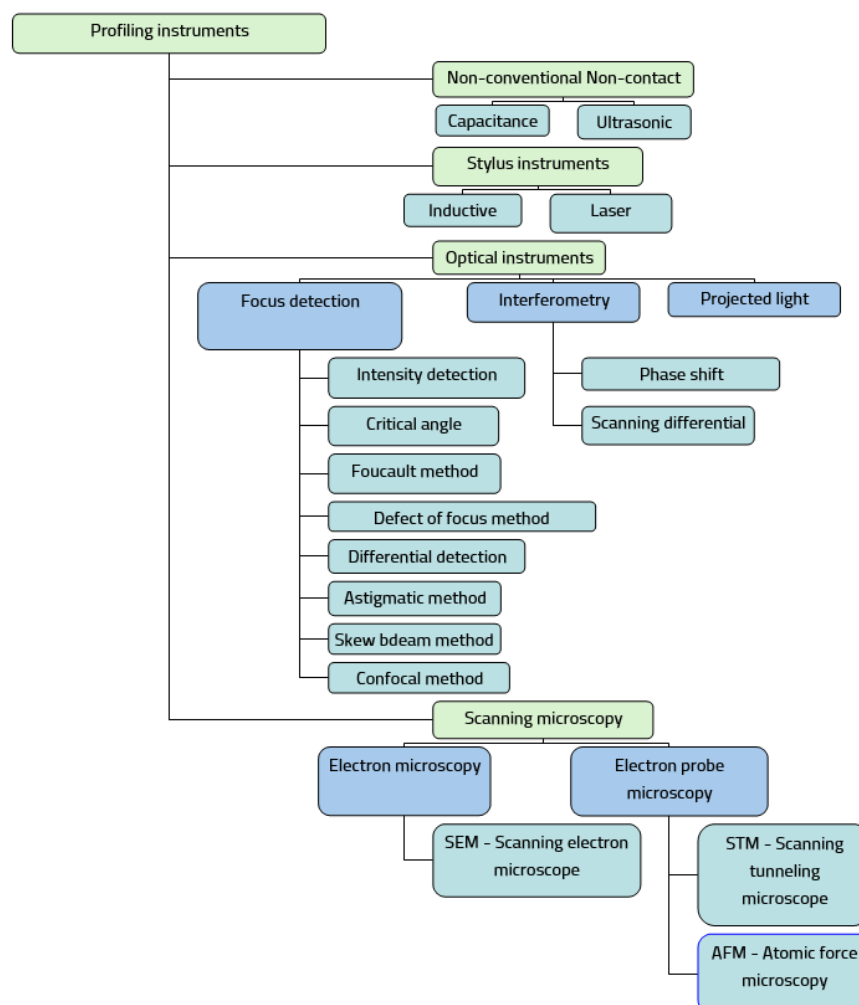 Profiling instruments
Non-conventional Non-contact
Capacitance
Ultrasonic
Stylus instruments
Inductive
Laser
Optical instruments
Focus detection
Interferometry
Projected light
Intensity detection
Phase shift
Critical angle
Scanning differential
Foucault method
Defect of focus method
Differential detection
Astigmatic method
Skew bdeam method
Confocal method
Scanning microscopy
Electron microscopy
Electron probe
microscopy
SEM - Scanning electron
microscope
STM - Scanning
tunneling
microscope
AFM - Atomic force
microscopy